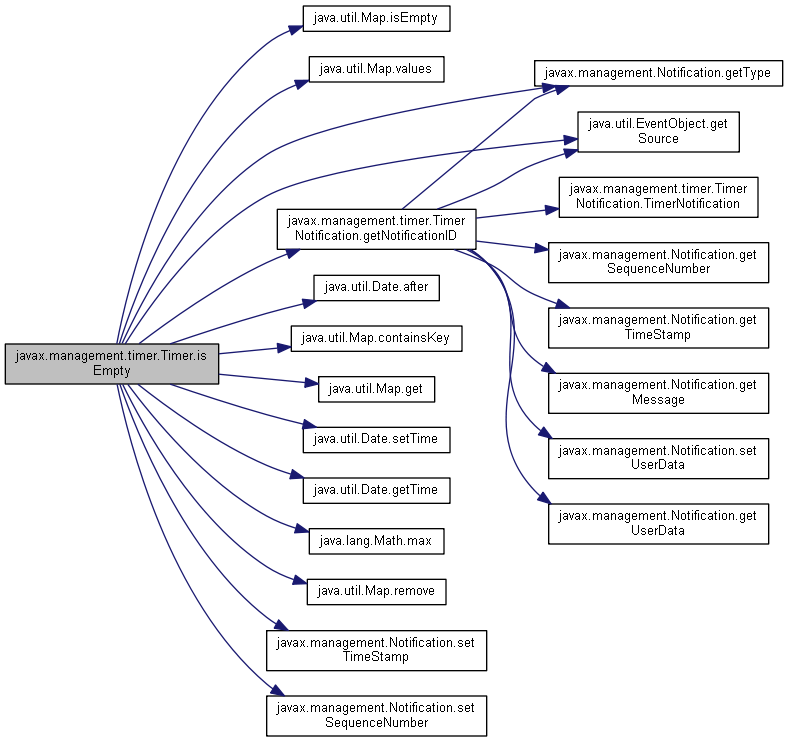 javax.management.timer.Timer.is
Empty
java.util.Map.isEmpty
java.util.Map.values
javax.management.timer.Timer
Notification.getNotificationID
java.util.Date.after
java.util.Map.containsKey
java.util.Map.get
java.util.Date.setTime
java.util.Date.getTime
java.lang.Math.max
java.util.Map.remove
javax.management.Notification.set
TimeStamp
javax.management.Notification.set
SequenceNumber
javax.management.Notification.getType
java.util.EventObject.get
Source
javax.management.timer.Timer
Notification.TimerNotification
javax.management.Notification.get
SequenceNumber
javax.management.Notification.get
TimeStamp
javax.management.Notification.get
Message
javax.management.Notification.set
UserData
javax.management.Notification.get
UserData